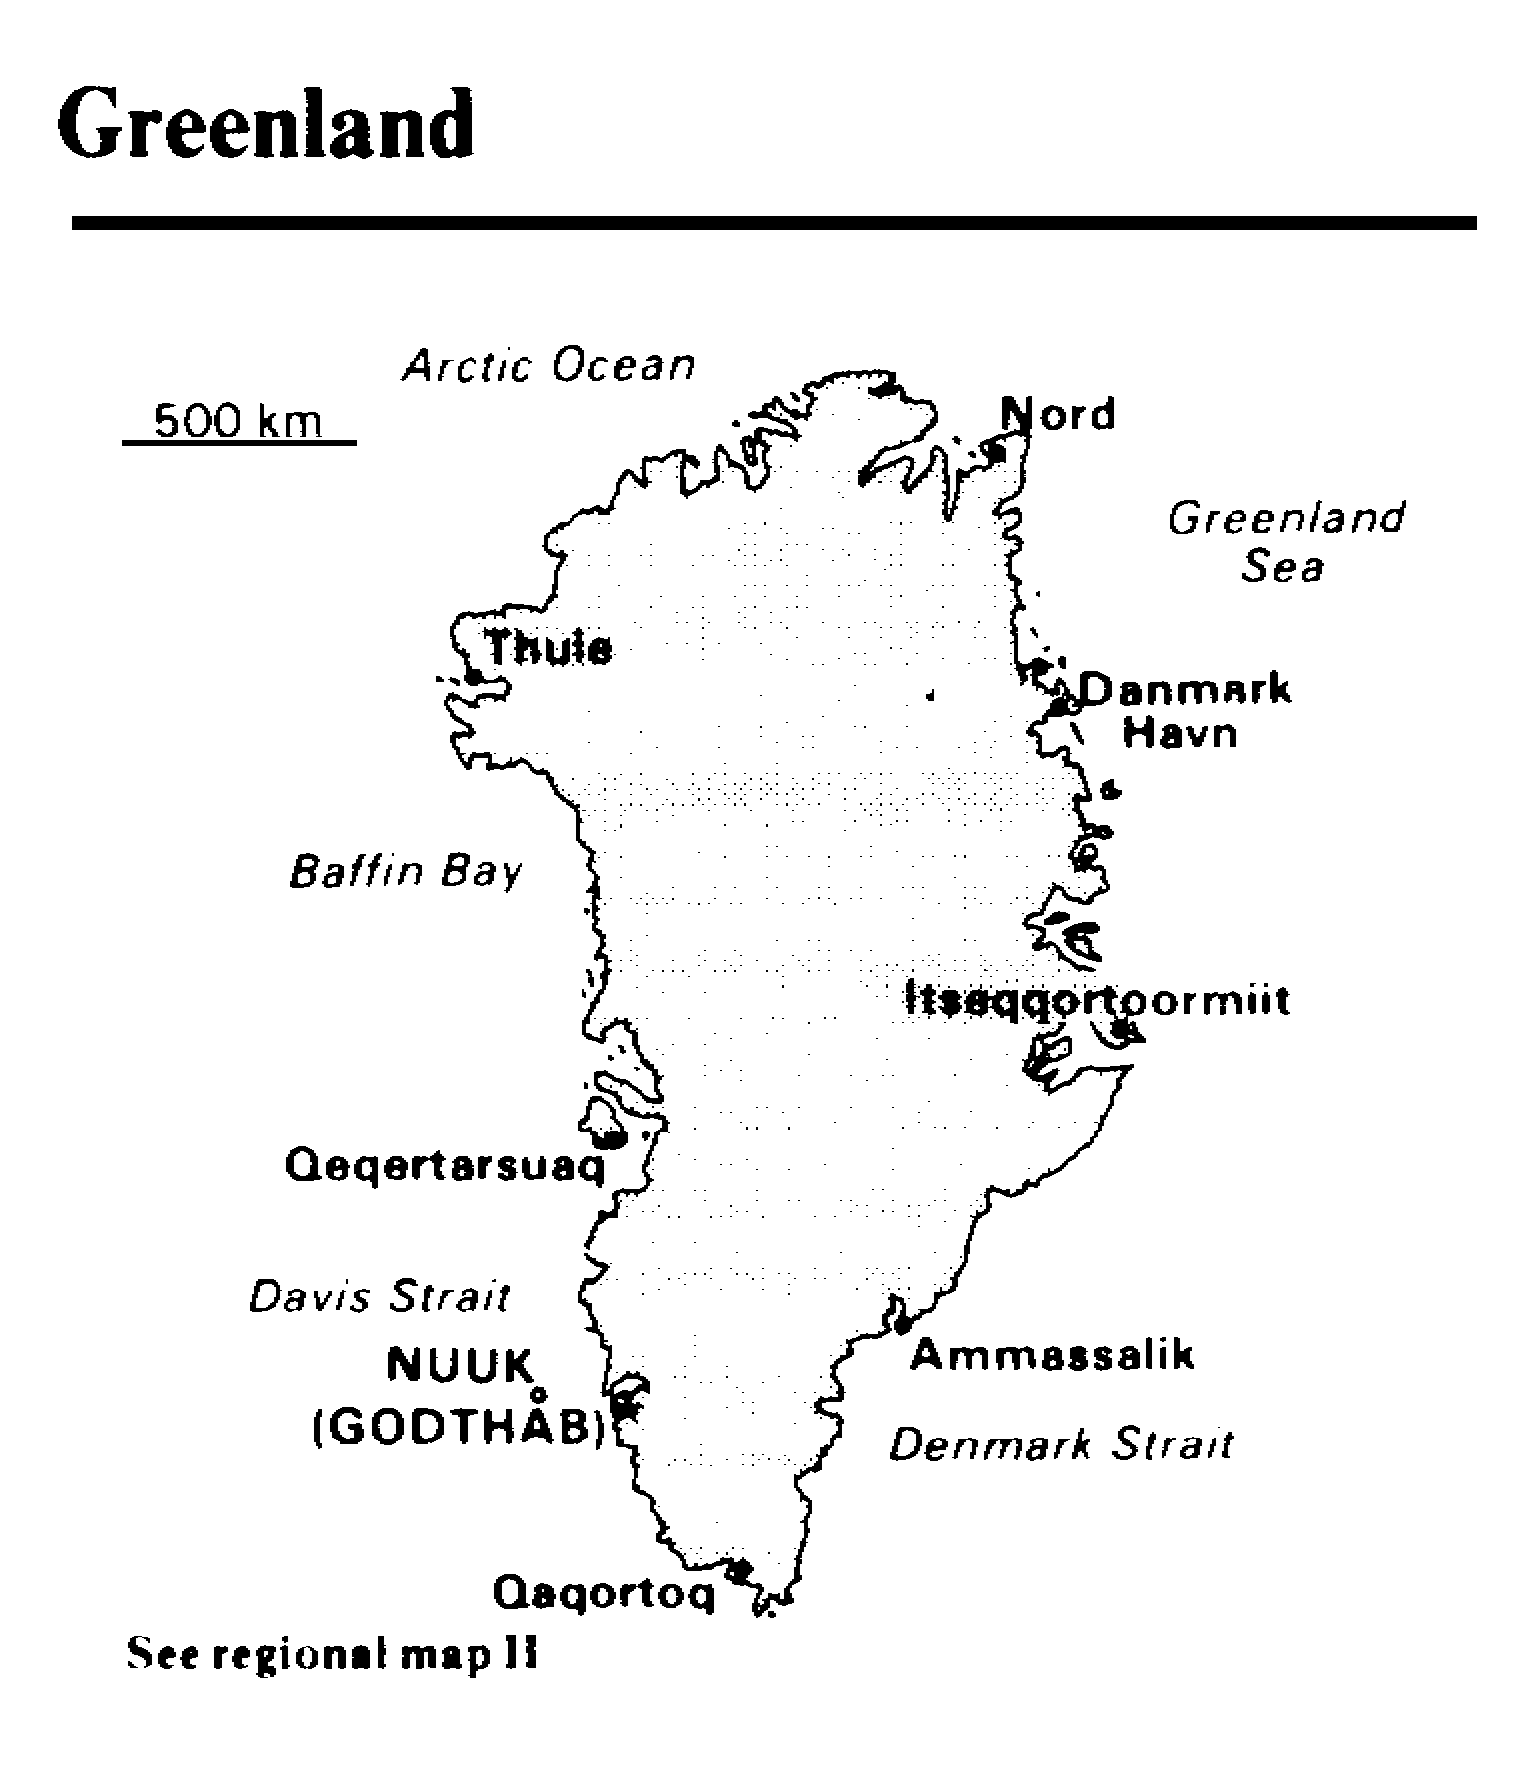 Greenland
Arctic Ocean
500 km
Nord
Greenland
Sea
Thule
Danmark
Havn
Baffin Bay
Itseqqortoormiit
Qeqertarsuaq
Davis Strait
NUUK
(GODTHÅB)
Ammassalik
Denmark Strait
Qaqortoq
See regional map II